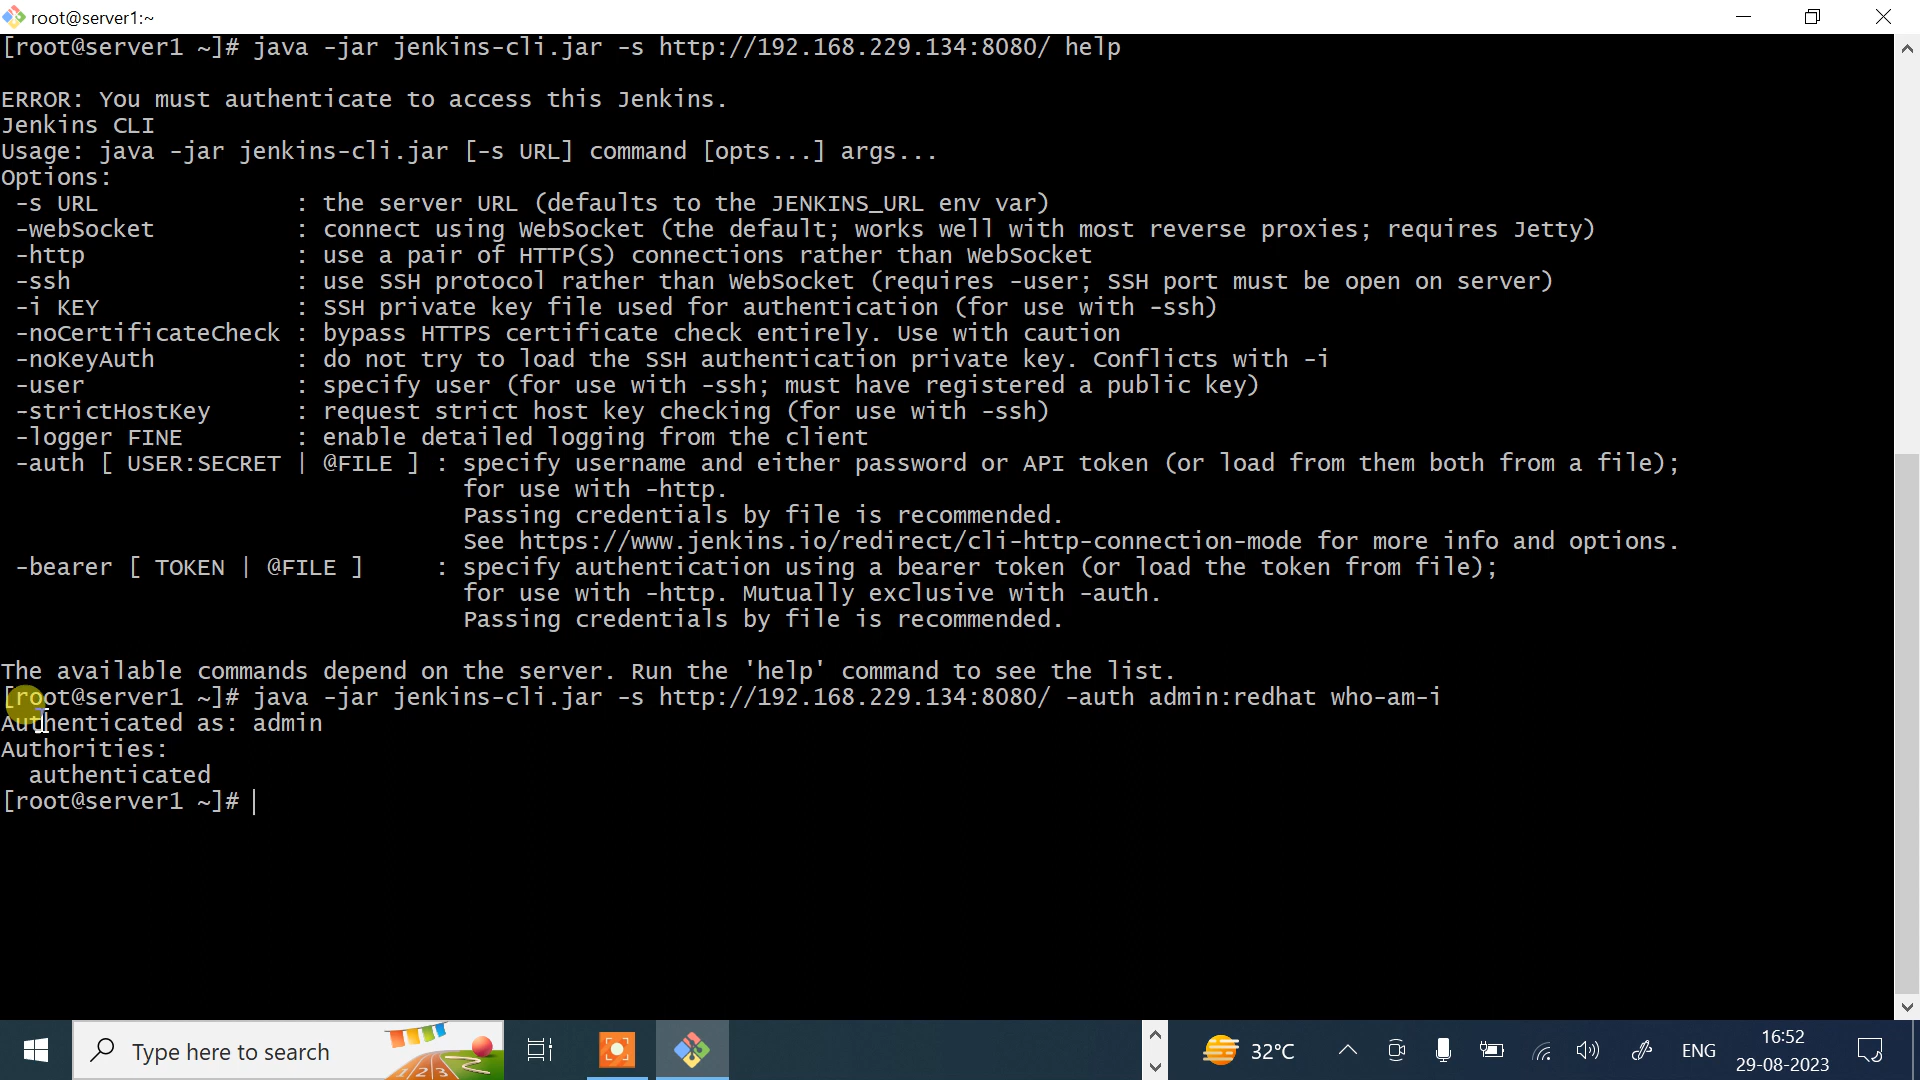 root@server1:~
[root@server1 ~]# java -jar jenkins-cli.jar -s http://192.168.229.134:8080/ help
ERROR: You must authenticate to access this Jenkins.
Jenkins CLI
Usage: java -jar jenkins-cli.jar [-s URL] command [opts...] args...
Options:
 -s URL              : the server URL (defaults to the JENKINS_URL env var)
 -webSocket          : connect using WebSocket (the default; works well with most reverse proxies; requires Jetty)
 -http               : use a pair of HTTP(S) connections rather than WebSocket
 -ssh                : use SSH protocol rather than WebSocket (requires -user; SSH port must be open on server)
 -i KEY              : SSH private key file used for authentication (for use with -ssh)
 -noCertificateCheck : bypass HTTPS certificate check entirely. Use with caution
 -noKeyAuth          : do not try to load the SSH authentication private key. Conflicts with -i
 -user               : specify user (for use with -ssh; must have registered a public key)
 -strictHostKey      : request strict host key checking (for use with -ssh)
 -logger FINE        : enable detailed logging from the client
 -auth [ USER:SECRET | @FILE ] : specify username and either password or API token (or load from them both from a file);
                                 for use with -http.
                                 Passing credentials by file is recommended.
                                 See https://www.jenkins.io/redirect/cli-http-connection-mode for more info and options.
 -bearer [ TOKEN | @FILE ]     : specify authentication using a bearer token (or load the token from file);
                                 for use with -http. Mutually exclusive with -auth.
                                 Passing credentials by file is recommended.
The available commands depend on the server. Run the 'help' command to see the list.
[root@server1 ~]# java -jar jenkins-cli.jar -s http://192.168.229.134:8080/ -auth admin:redhat who-am-i
Authenticated as: admin
Authorities:
  authenticated
[root@server1 ~]#
Type here to search
1 2 3
32°C
ENG
16:52
29-08-2023